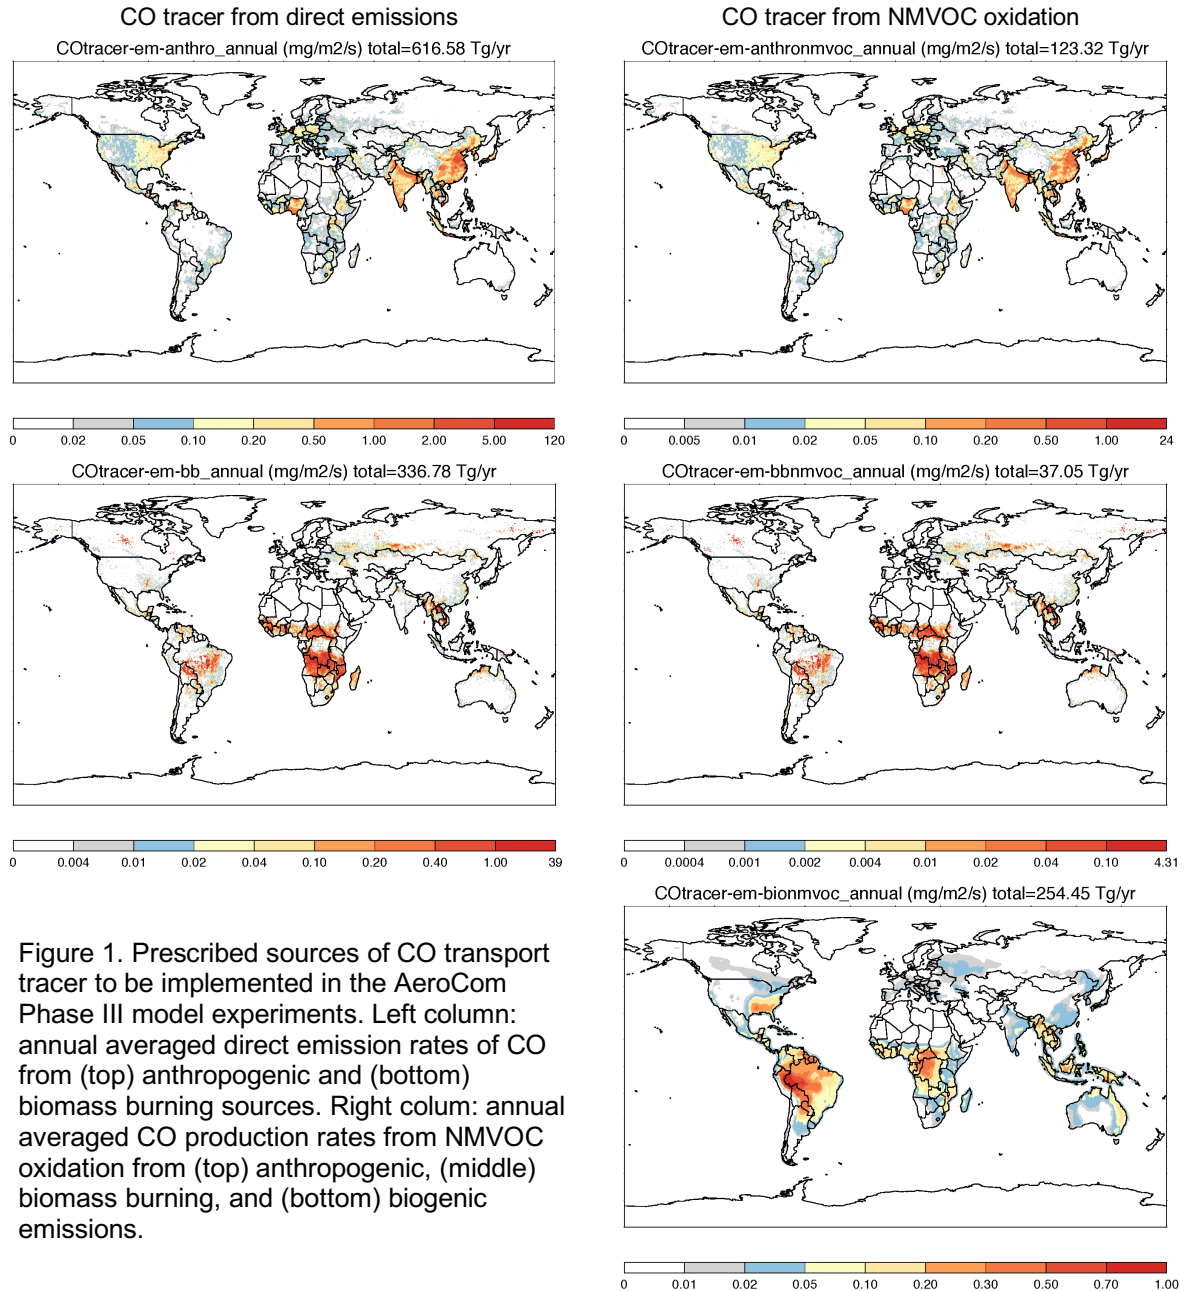 CO tracer from direct emissions
CO tracer from NMVOC oxidation
COtracer-em-anthro_annual (mg/m2/s) total=616.58 Tg/yr
COtracer-em-anthronmvoc_annual (mg/m2/s) total=123.32 Tg/yr
0 0.02 0.05 0.10 0.20 0.50 1.00 2.00 5.00 120
0 0.005 0.01 0.02 0.05 0.10 0.20 0.50 1.00 24
COtracer-em-bb_annual (mg/m2/s) total=336.78 Tg/yr
COtracer-em-bbnmvoc_annual (mg/m2/s) total=37.05 Tg/yr
0 0.004 0.01 0.02 0.04 0.10 0.20 0.40 1.00 39
0 0.0004 0.001 0.002 0.004 0.01 0.02 0.04 0.10 4.31
COtracer-em-bionmvoc_annual (mg/m2/s) total=254.45 Tg/yr
0 0.01 0.02 0.05 0.10 0.20 0.30 0.50 0.70 1.00
Figure 1. Prescribed sources of CO transport
tracer to be implemented in the AeroCom
Phase III model experiments. Left column:
annual averaged direct emission rates of CO
from (top) anthropogenic and (bottom)
biomass burning sources. Right colum: annual
averaged CO production rates from NMVOC
oxidation from (top) anthropogenic, (middle)
biomass burning, and (bottom) biogenic
emissions.